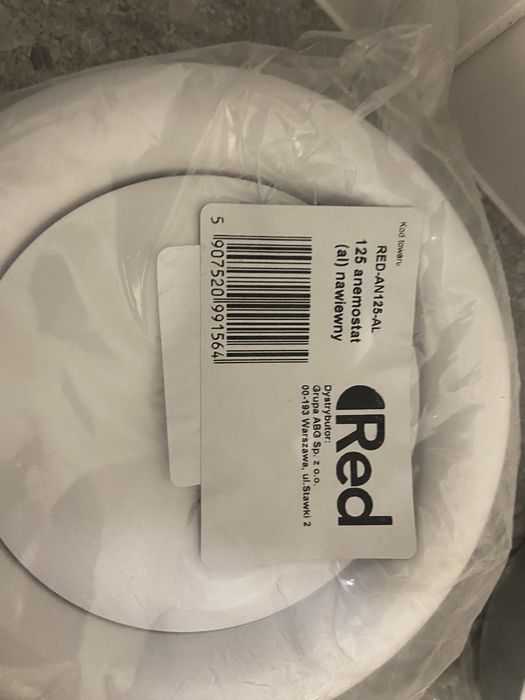 Kod towaru
RED-AN125-AL
125 anemostat
(al) nawiewny
5 907520 991564
Red
Dystrybutor:
Grupa ABG Sp. z o.o.
00-193 Warszawa, ul.Stawki 2